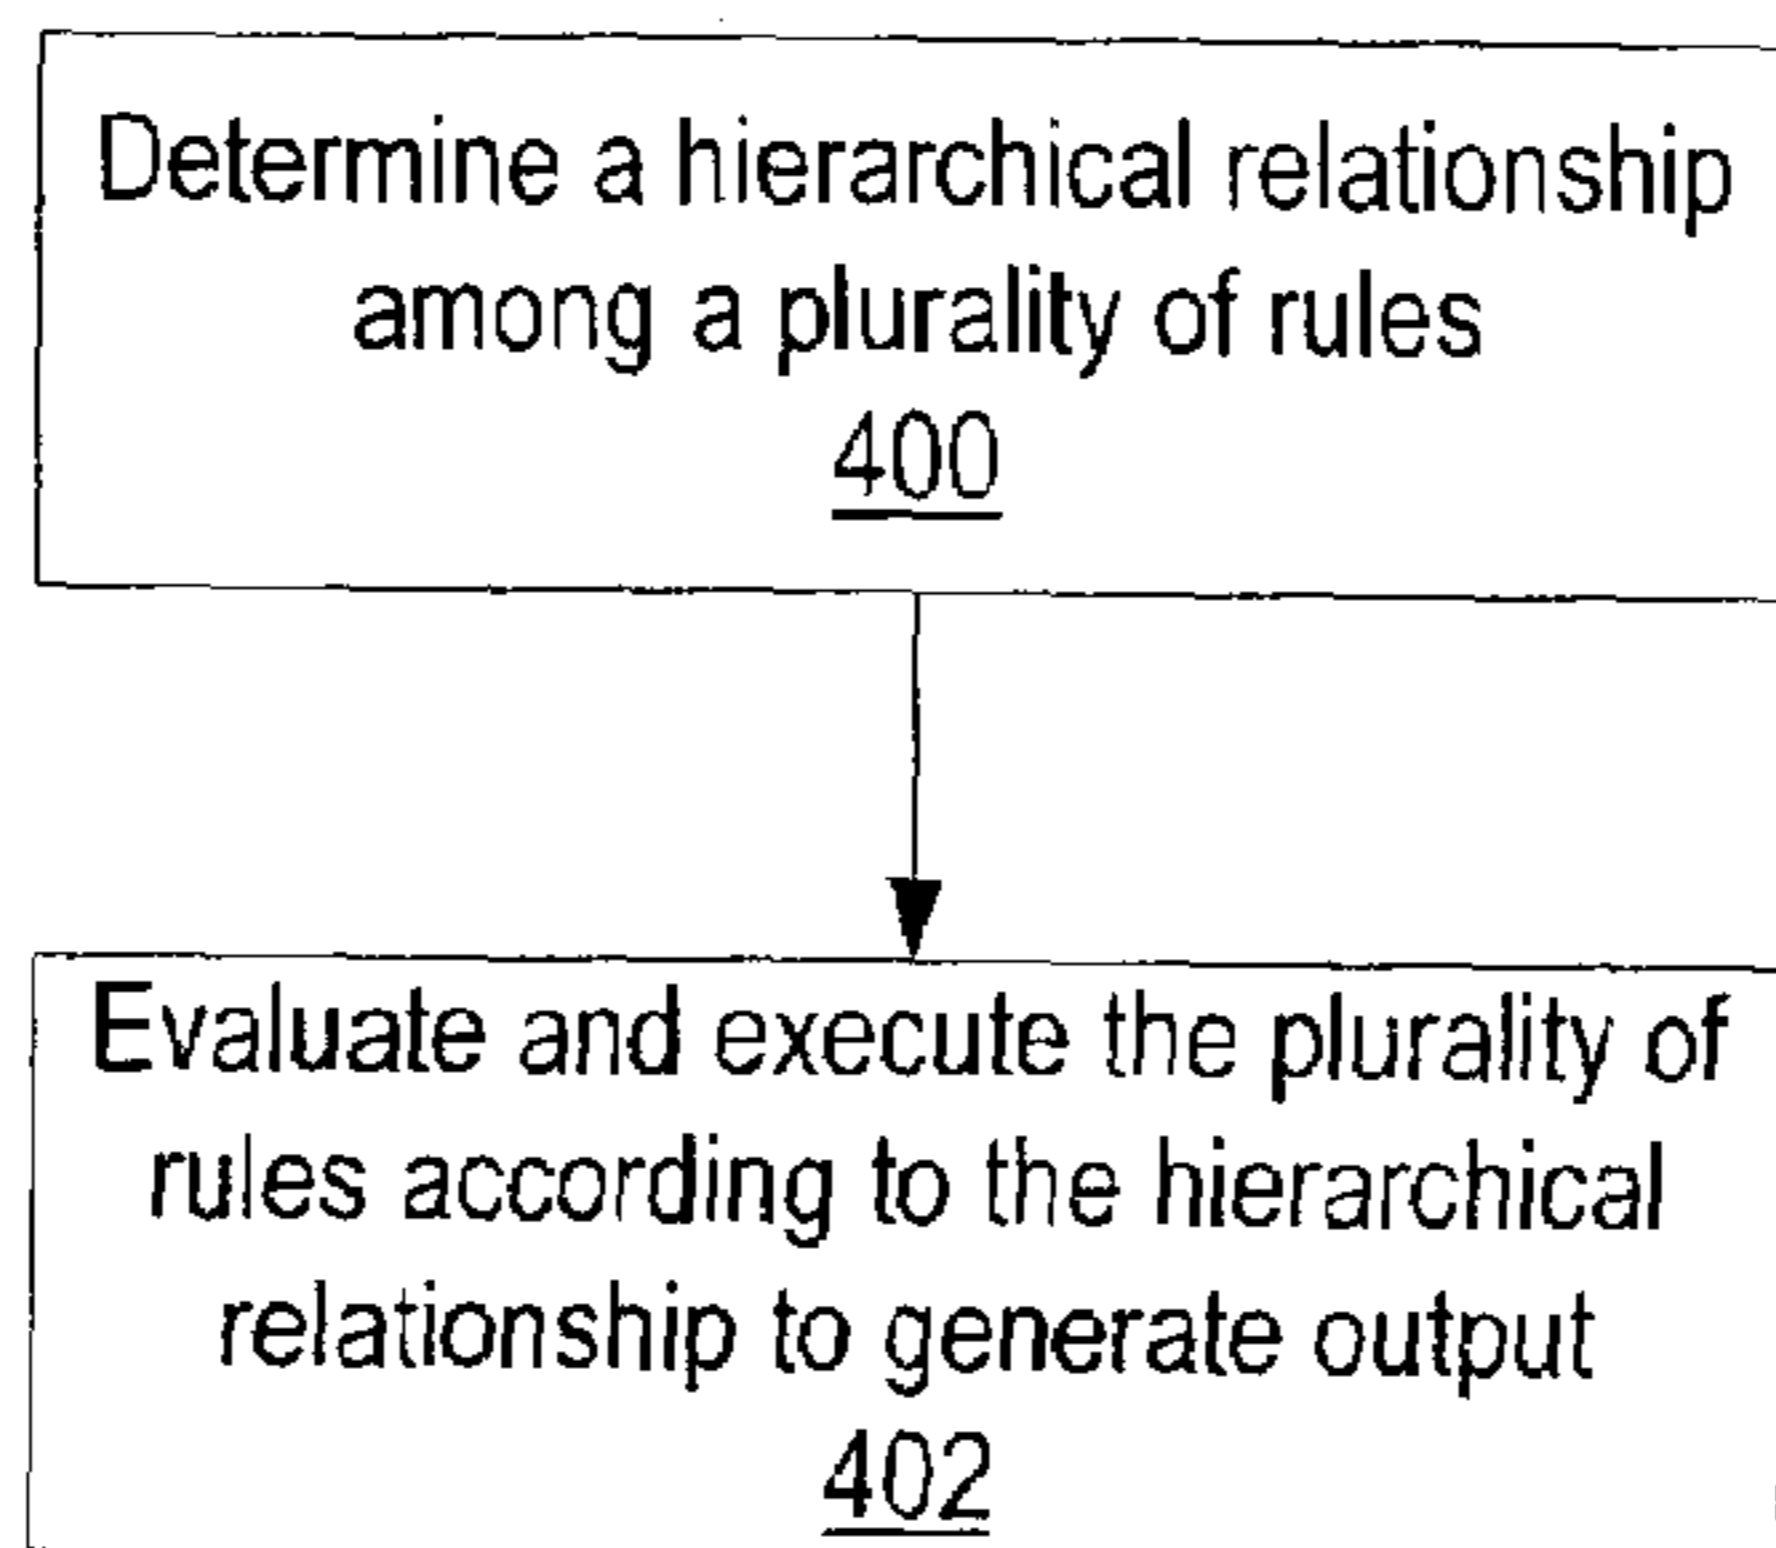 Determine a hierarchical relationship
among a plurality of rules
400
Evaluate and execute the plurality of
rules according to the hierarchical
relationship to generate output
402